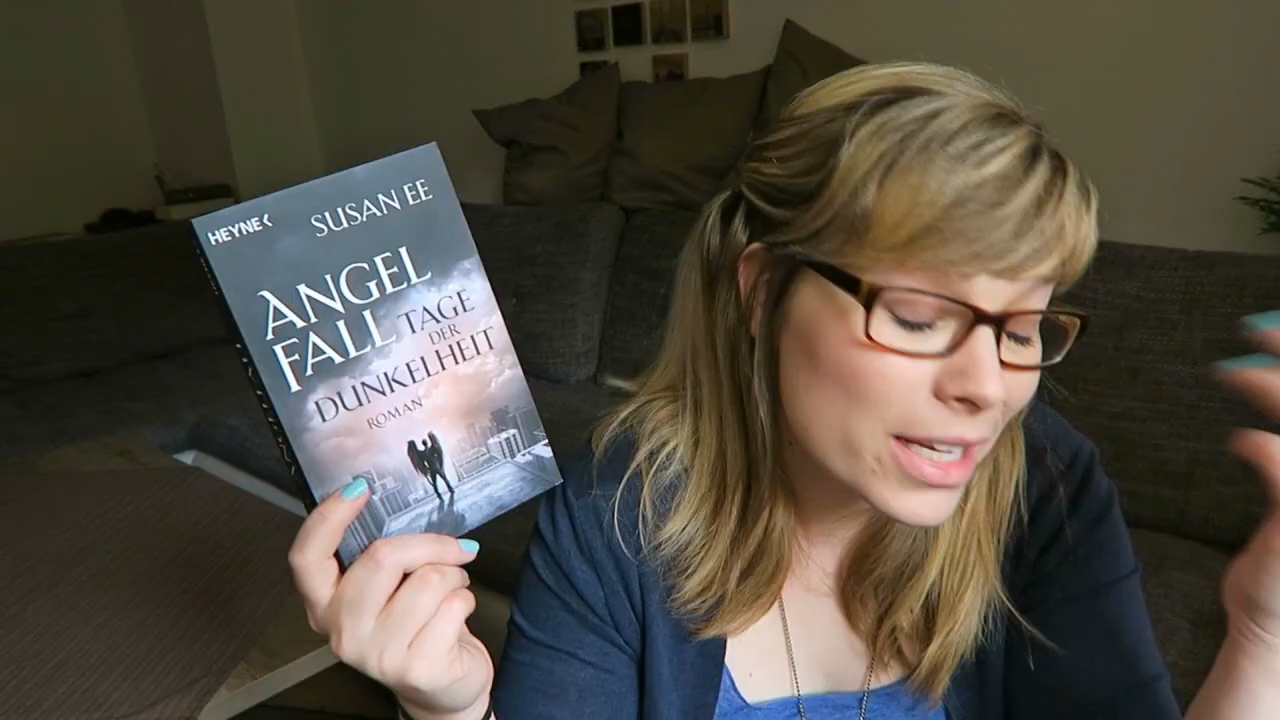 HEYNE<
SUSAN EE
ANGEL
FALL TAGE
DER
DUNKELHEIT
ROMAN